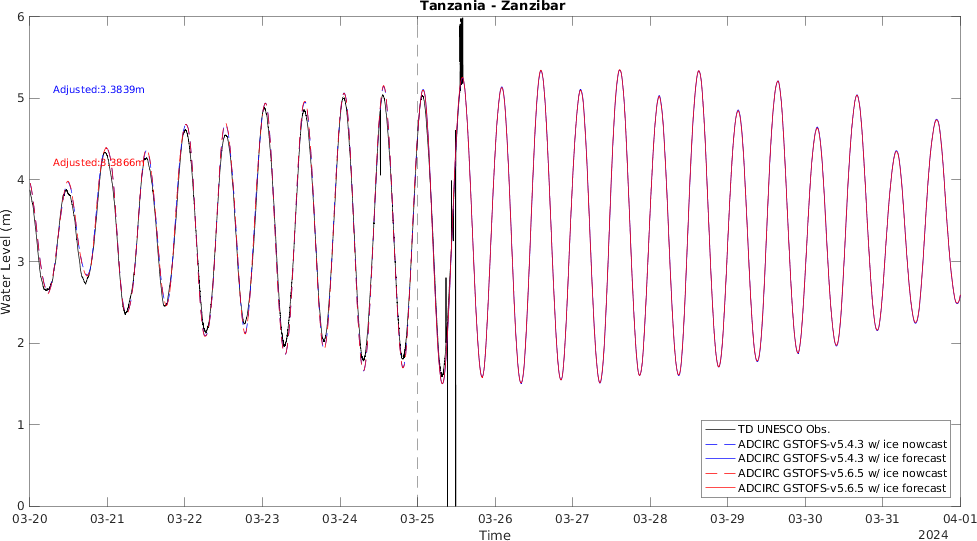 Tanzania - Zanzibar
6
Adjusted:3.3839m
5
Adjusted:3.3866m
4
Water Level (m)
3
2
1
0
TD UNESCO Obs.
ADCIRC GSTOFS-v5.4.3 w/ ice nowcast
ADCIRC GSTOFS-v5.4.3 w/ ice forecast
ADCIRC GSTOFS-v5.6.5 w/ ice nowcast
ADCIRC GSTOFS-v5.6.5 w/ ice forecast
03-20 03-21 03-22 03-23 03-24 03-25 03-26 03-27 03-28 03-29 03-30 03-31 04-01
Time
2024